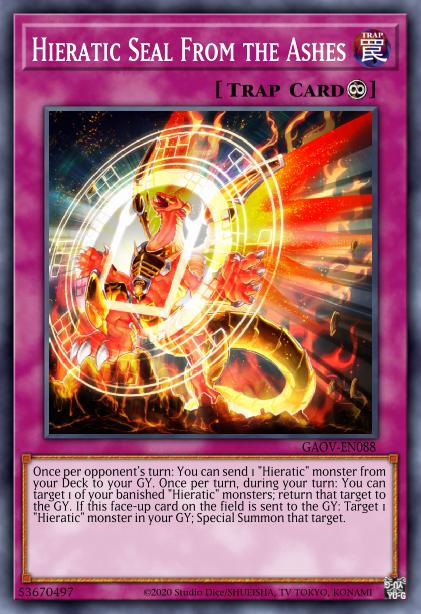 Hieratic Seal From the Ashes
TRAP
罠
[Trap Card]
GAOV-EN088
Once per opponent's turn: You can send 1 "Hieratic" monster from
your Deck to your GY. Once per turn, during your turn: You can
target 1 of your banished "Hieratic" monsters; return that target to
the GY. If this face-up card on the field is sent to the GY: Target 1
"Hieratic" monster in your GY; Special Summon that target.
53670497
©2020 Studio Dice/SHUEISHA, TV TOKYO, KONAMI